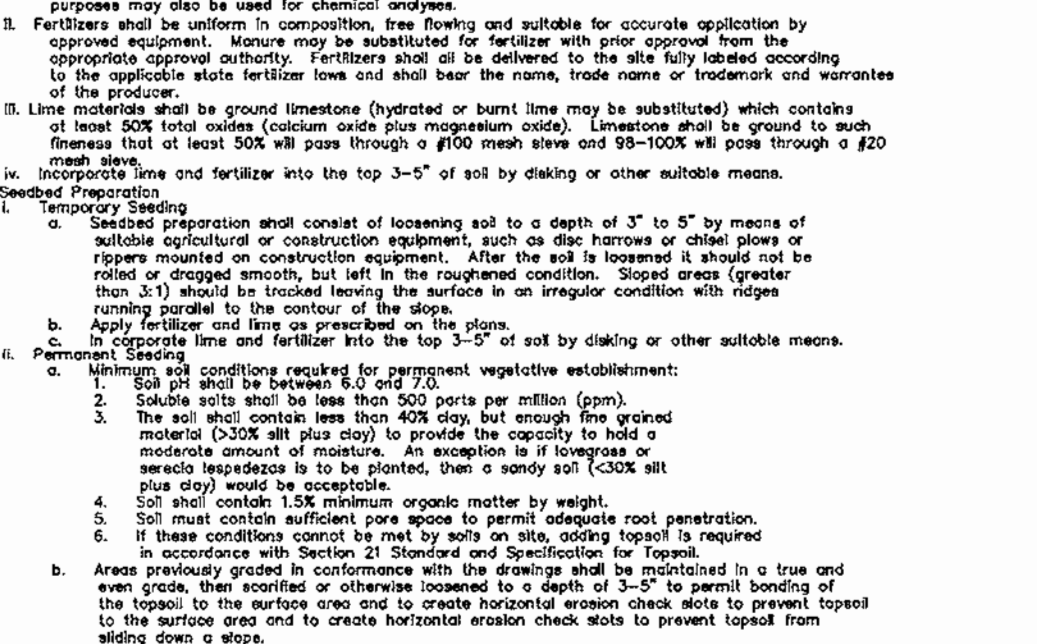 purposes may also be used for chemical analyses.
ii. Fertilizers shall be uniform in composition, free flowing and suitable for accurate application by
approved equipment. Manure may be substituted for fertilizer with prior approval from the
appropriate approval authority. Fertilizers shall all be delivered to the site fully labeled according
to the applicable state fertilizer laws and shall bear the name, trade name or trademark and warrantee
of the producer.
iii. Lime materials shall be ground limestone (hydrated or burnt lime may be substituted) which contains
at least 50% total oxides (calcium oxide plus magnesium oxide). Limestone shall be ground to such
fineness that at least 50% will pass through a #100 mesh sieve and 98-100% will pass through a #20
mesh sieve.
iv. Incorporate lime and fertilizer into the top 3-5" of soil by disking or other suitable means.
Seedbed Preparation
i. Temporary Seeding
a. Seedbed preparation shall consist of loosening soil to a depth of 3" to 5" by means of
suitable agricultural or construction equipment, such as disc harrows or chisel plows or
rippers mounted on construction equipment. After the soil is loosened it should not be
rolled or dragged smooth, but left in the roughened condition. Sloped areas (greater
than 3:1) should be tracked leaving the surface in an irregular condition with ridges
running parallel to the contour of the slope.
b. Apply fertilizer and lime as prescribed on the plans.
c. In corporate lime and fertilizer into the top 3-5" of soil by disking or other suitable means.
ii. Permanent Seeding
a. Minimum soil conditions required for permanent vegetative establishment:
1. Soil pH shall be between 6.0 and 7.0.
2. Soluble salts shall be less than 500 parts per million (ppm).
3. The soil shall contain less than 40% clay, but enough fine grained
material (>30% silt plus clay) to provide the capacity to hold a
moderate amount of moisture. An exception is if lovegrass or
serecia lespedezas is to be planted, then a sandy soil (<30% silt
plus clay) would be acceptable.
4. Soil shall contain 1.5% minimum organic matter by weight.
5. Soil must contain sufficient pore space to permit adequate root penetration.
6. If these conditions cannot be met by soils on site, adding topsoil is required
in accordance with Section 21 Standard and Specification for Topsoil.
b. Areas previously graded in conformance with the drawings shall be maintained in a true and
even grade, then scarified or otherwise loosened to a depth of 3-5" to permit bonding of
the topsoil to the surface area and to create horizontal erosion check slots to prevent topsoil
to the surface area and to create horizontal erosion check slots to prevent topsoil from
sliding down a slope.